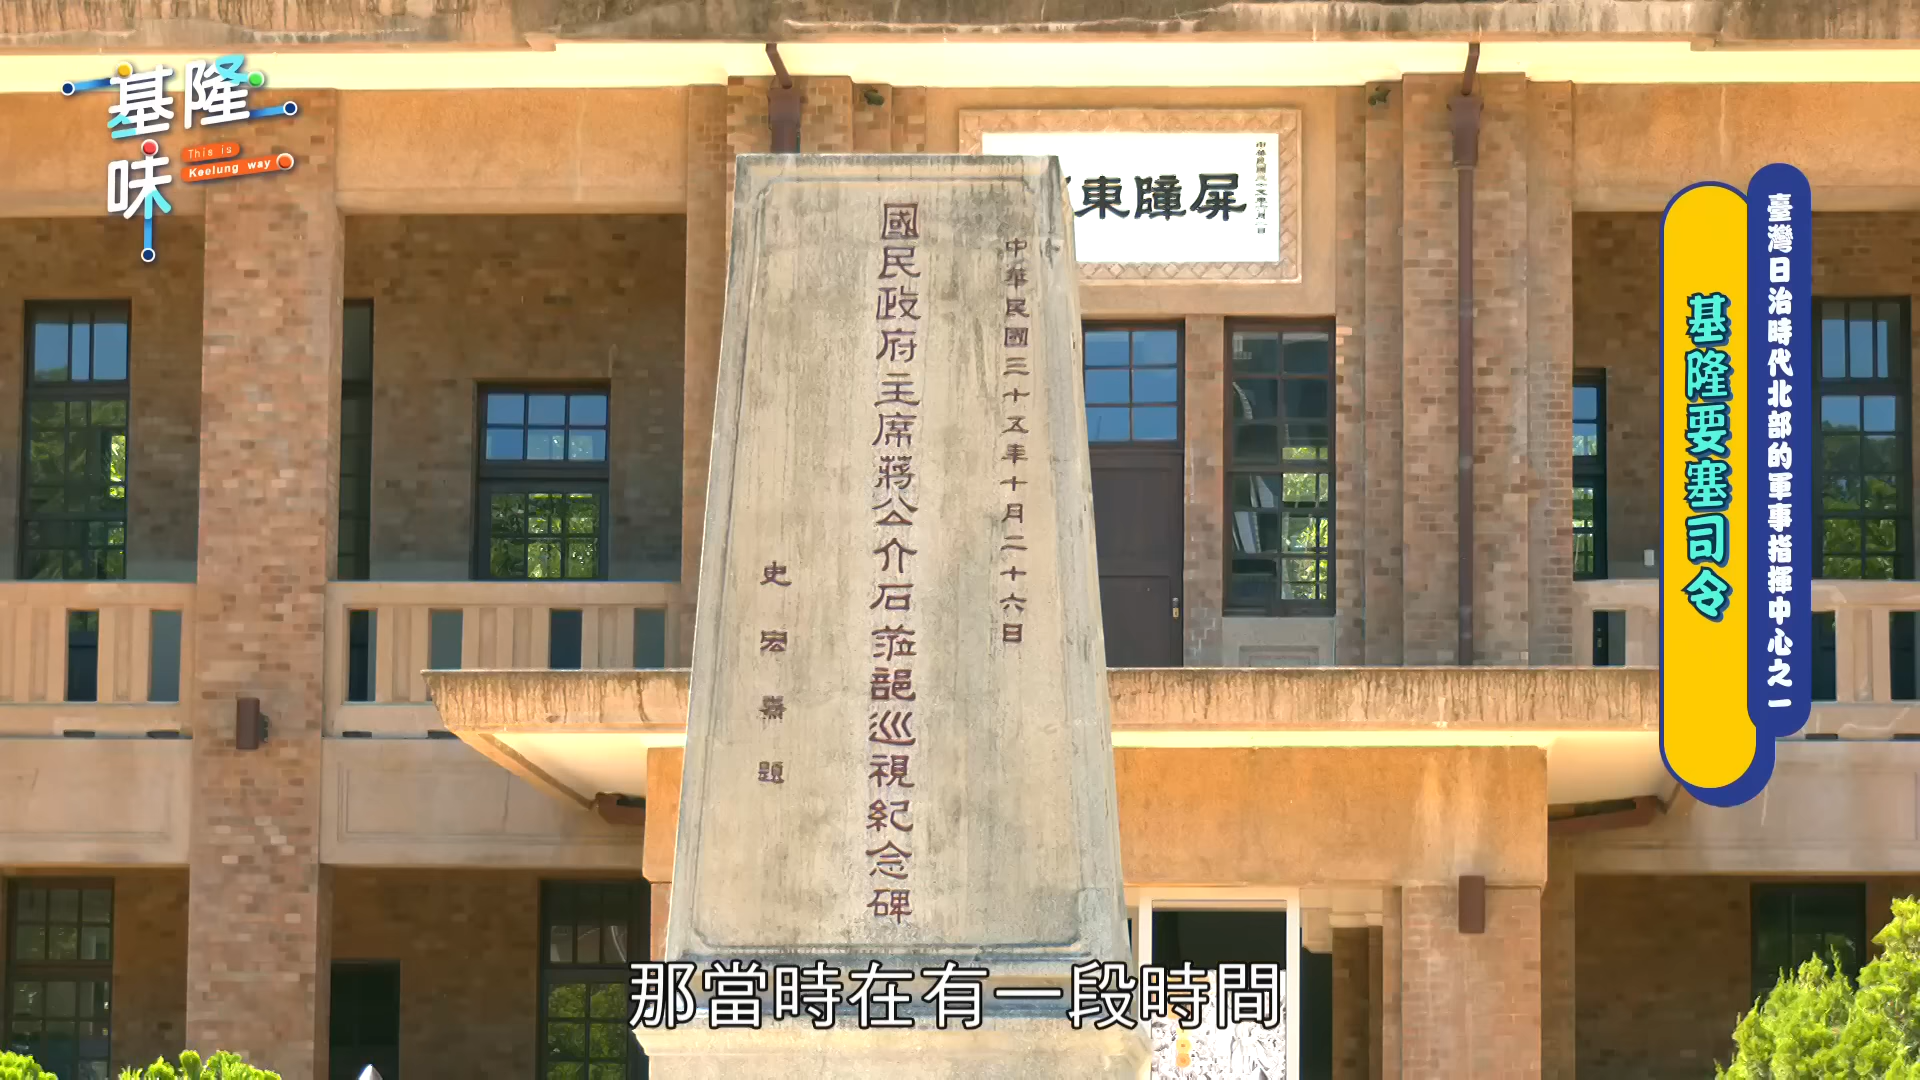 基隆
味
This is
Keelung way
屏障東
中華民國三十五年十月二十六日
國民政府主席蔣公介石蒞邑巡視紀念碑
史宏熹題
臺灣日治時代北部的軍事指揮中心之一
基隆要塞司令
那當時在有一段時間